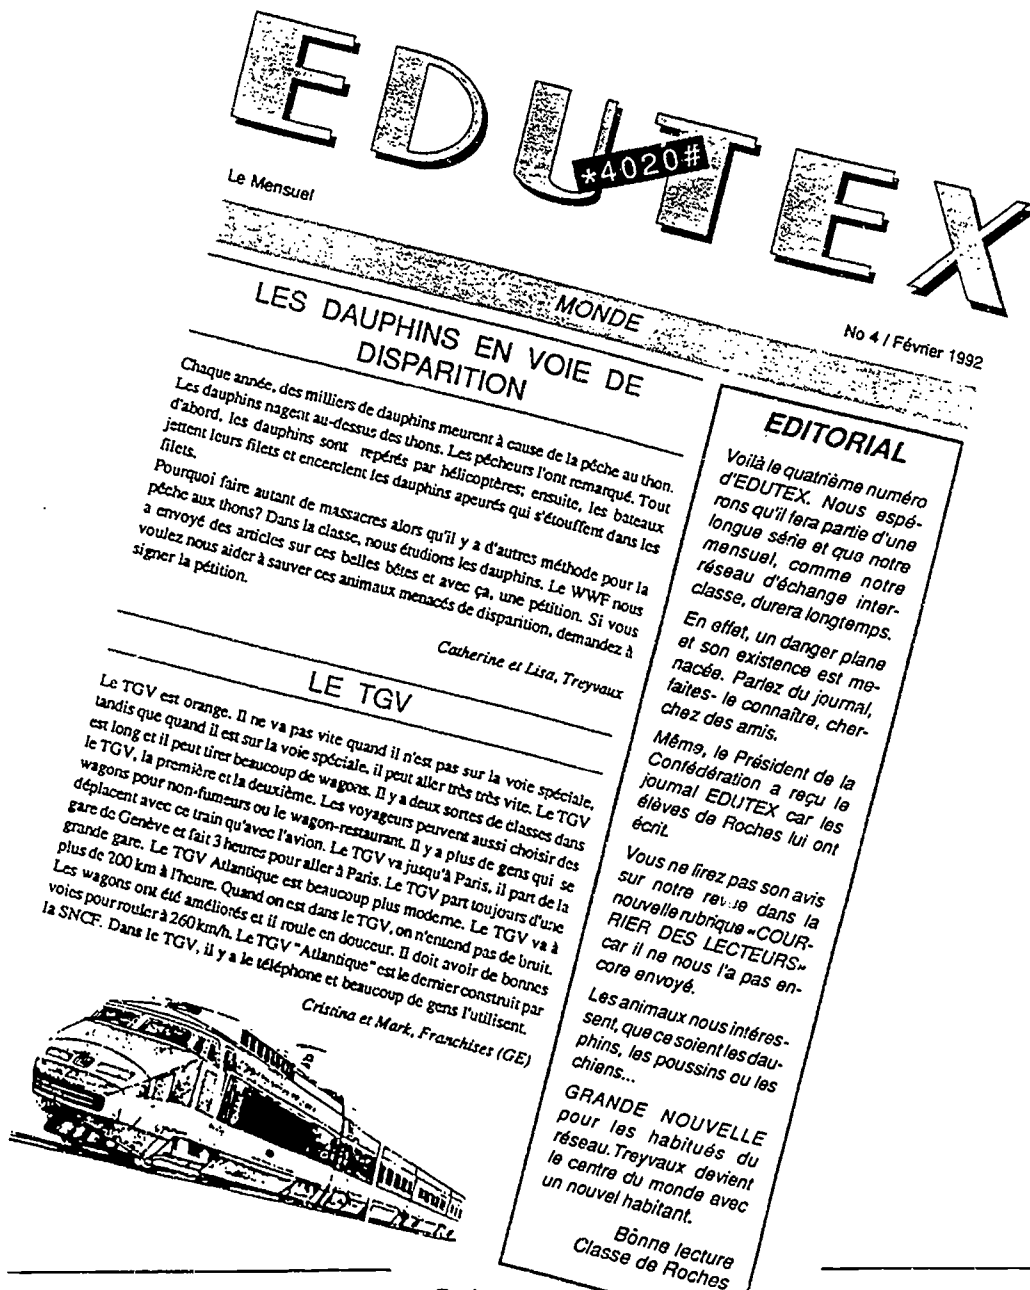 EDUTEX
*4020#
Le Mensuel
No 4 / Février 1992
MONDE
LES DAUPHINS EN VOIE DE
DISPARITION
Chaque année, des milliers de dauphins meurent à cause de la pêche au thon.
Les dauphins nagent au-dessus des thons. Les pêcheurs l'ont remarqué. Tout
d'abord, les dauphins sont repérés par hélicoptères; ensuite, les bateaux
jettent leurs filets et encerclent les dauphins apeurés qui s'étouffent dans les
filets.
Pourquoi faire autant de massacres alors qu'il y a d'autres méthode pour la
pêche aux thons? Dans la classe, nous étudions les dauphins. Le WWF nous
a envoyé des articles sur ces belles bêtes et avec ça, une pétition. Si vous
voulez nous aider à sauver ces animaux menacés de disparition, demandez à
signer la pétition.
Catherine et Lisa, Treyvaux
LE TGV
Le TGV est orange. Il ne va pas vite quand il n'est pas sur la voie spéciale,
tandis que quand il est sur la voie spéciale, il peut aller très très vite. Le TGV
est long et il peut tirer beaucoup de wagons. Il y a deux sortes de classes dans
le TGV, la première et la deuxième. Les voyageurs peuvent aussi choisir des
wagons pour non-fumeurs ou le wagon-restaurant. Il y a plus de gens qui se
déplacent avec ce train qu'avec l'avion. Le TGV va jusqu'à Paris, il part de la
gare de Genève et fait 3 heures pour aller à Paris. Le TGV part toujours d'une
grande gare. Le TGV Atlantique est beaucoup plus moderne. Le TGV va à
plus de 200 km à l'heure. Quand on est dans le TGV, on n'entend pas de bruit.
Les wagons ont été améliorés et il roule en douceur. Il doit avoir de bonnes
voies pour rouler à 260 km/h. Le TGV "Atlantique" est le dernier construit par
la SNCF. Dans le TGV, il y a le téléphone et beaucoup de gens l'utilisent.
Cristina et Mark, Franchises (GE)
EDITORIAL
Voilà le quatrième numéro
d'EDUTEX. Nous espé-
rons qu'il fera partie d'une
longue série et que notre
mensuel, comme notre
réseau d'échange inter-
classe, durera longtemps.
En effet, un danger plane
et son existence est me-
nacée. Parlez du journal,
faites- le connaître, cher-
chez des amis.
Même, le Président de la
Confédération a reçu le
journal EDUTEX car les
élèves de Roches lui ont
écrit.
Vous ne lirez pas son avis
sur notre revue dans la
nouvelle rubrique «COUR-
RIER DES LECTEURS»
car il ne nous l'a pas en-
core envoyé.
Les animaux nous intéres-
sent, que ce soient les dau-
phins, les poussins ou les
chiens...
GRANDE NOUVELLE
pour les habitués du
réseau. Treyvaux devient
le centre du monde avec
un nouvel habitant.
Bonne lecture
Classe de Roches